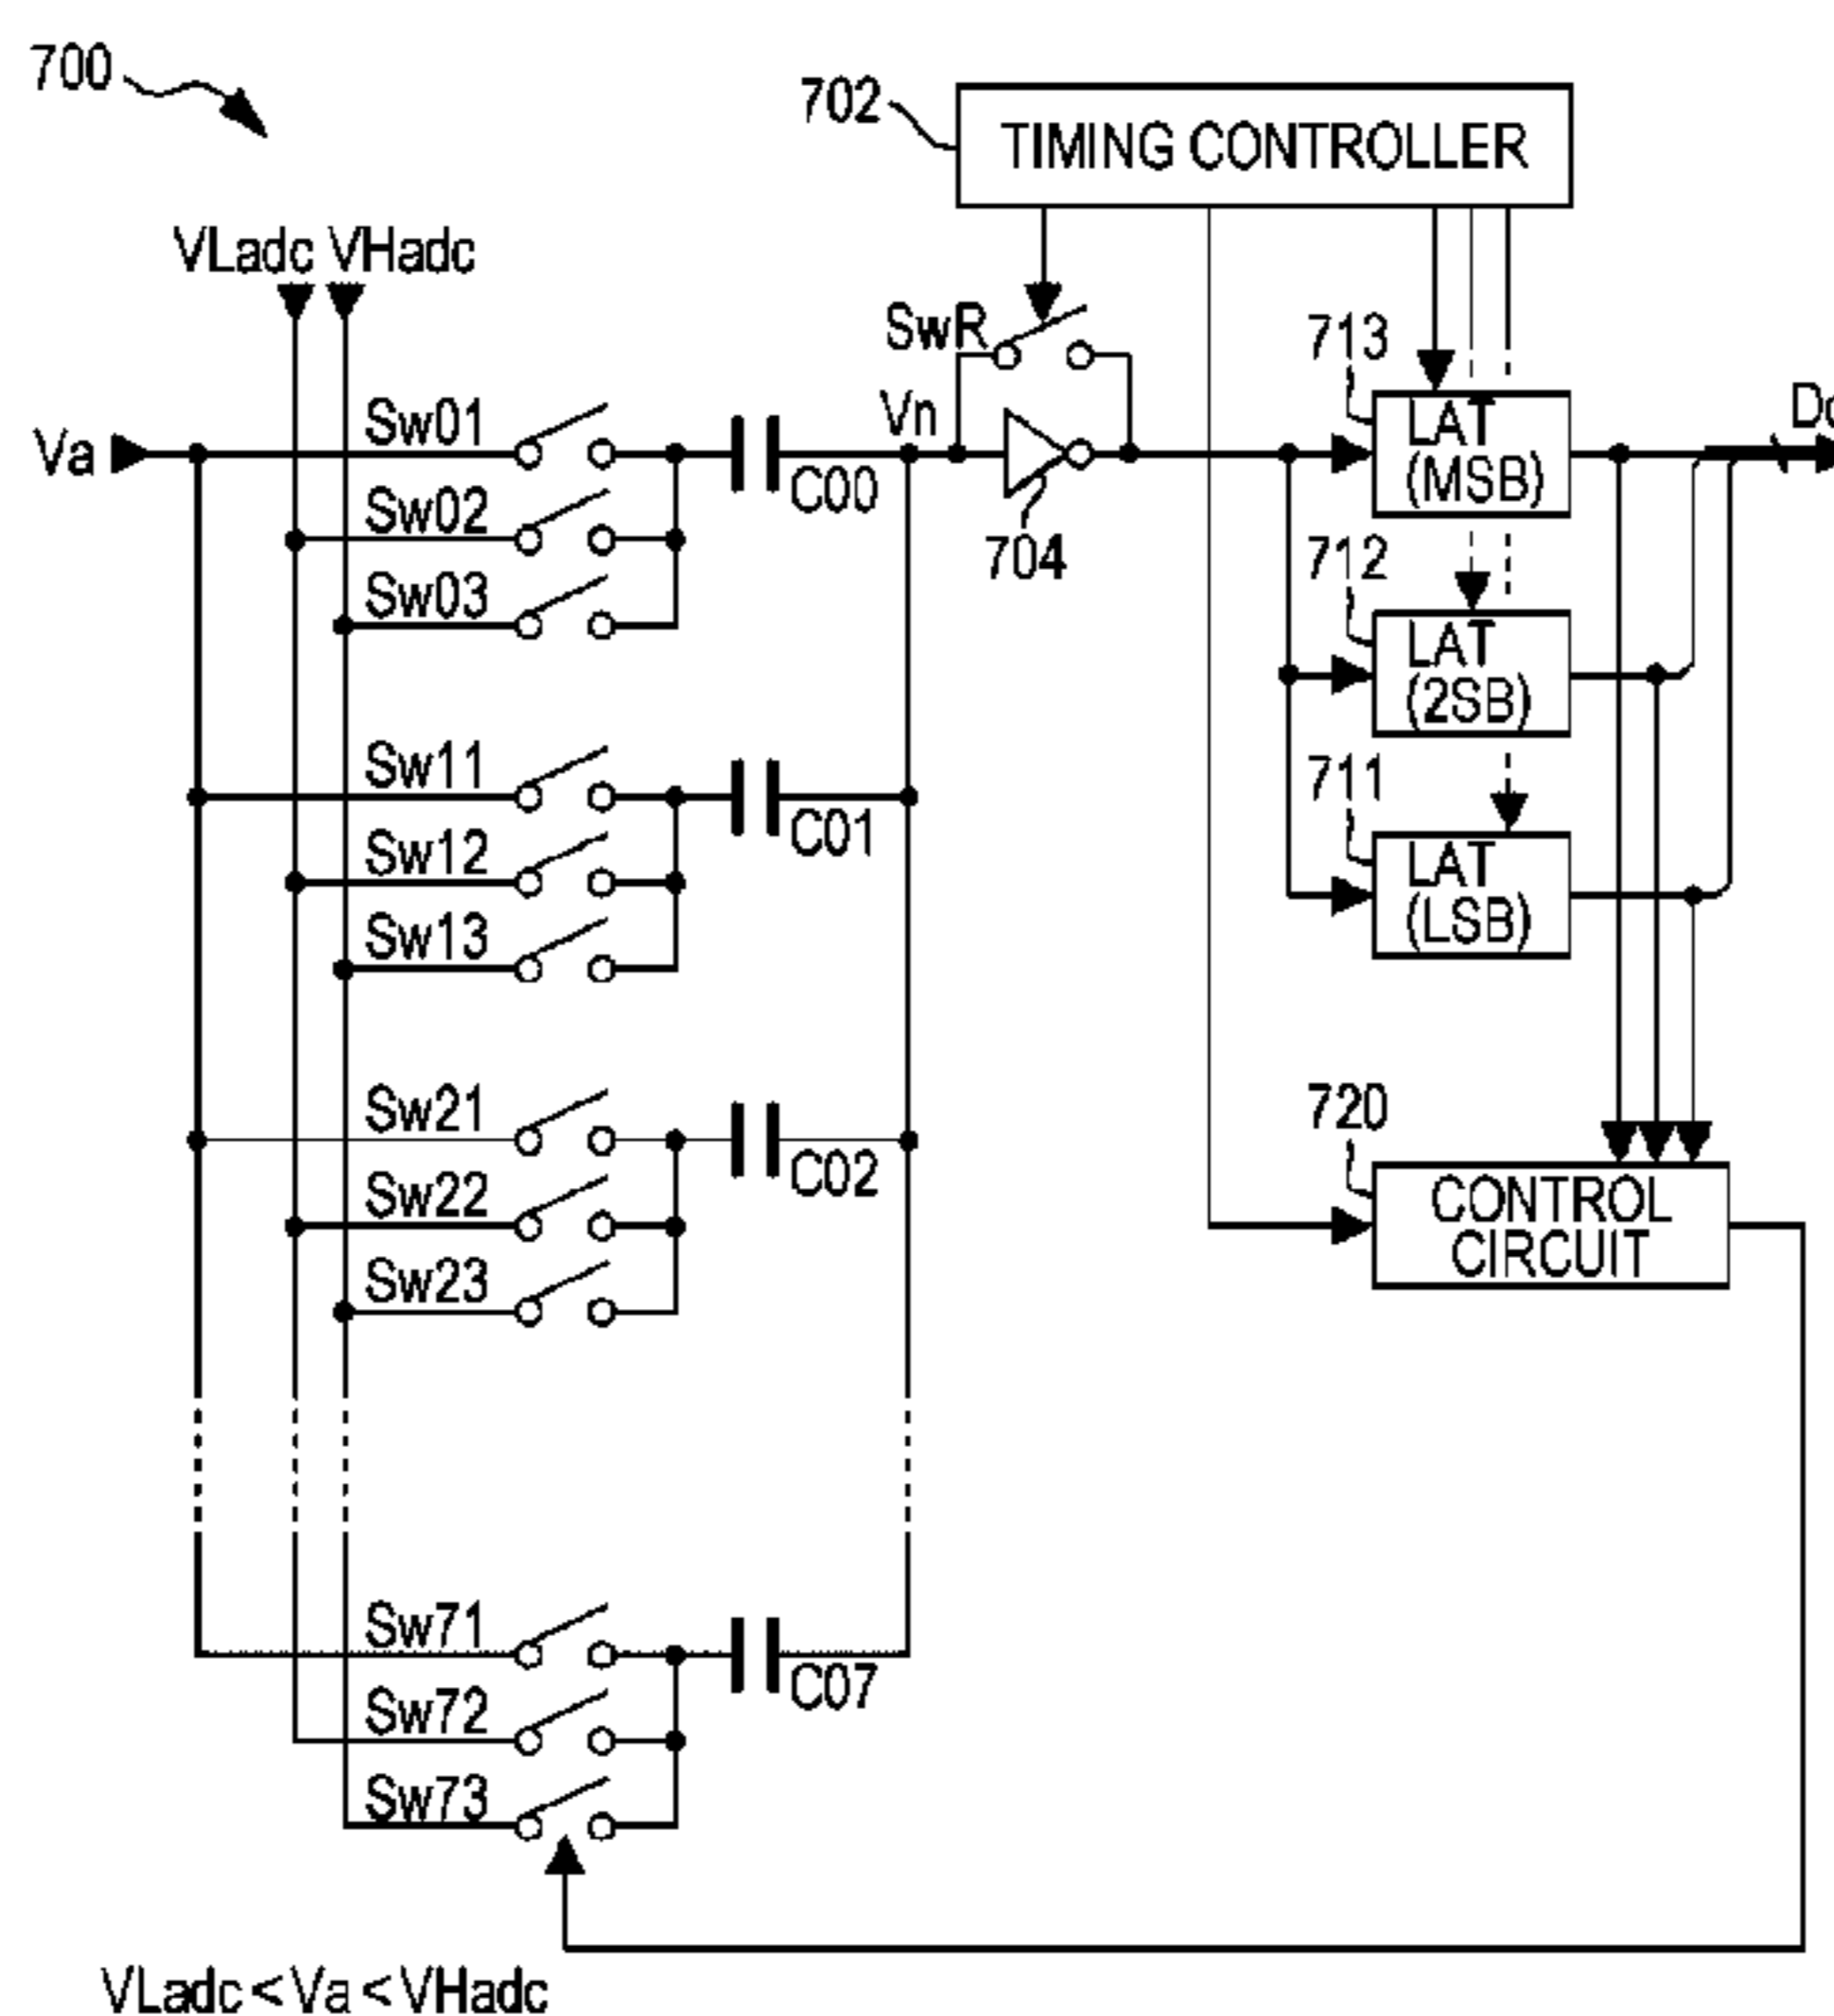 700
702
TIMING CONTROLLER
VLadc VHadc
SwR
713
Va
Sw01
Vn
LAT
(MSB)
C00
Sw02
704
712
Sw03
LAT
(2SB)
Sw11
711
C01
Sw12
LAT
(LSB)
Sw13
Sw21
720
C02
Sw22
CONTROL
CIRCUIT
Sw23
Sw71
C07
Sw72
Sw73
VLadc < Va < VHadc